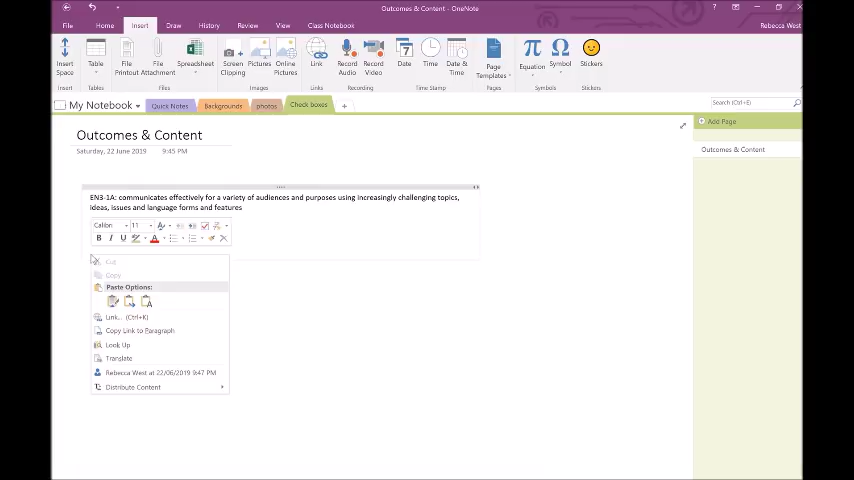 Outcomes & Content - OneNote
Rebecca West
File Home Insert Draw History Review View Class Notebook
Insert Space
Table
File Printout
File Attachment
Spreadsheet
Screen Clipping
Pictures
Online Pictures
Link
Record Audio
Record Video
Date
Time
Date & Time
Page Templates
Equation
Symbol
Stickers
Insert Tables Files Images Links Recording Time Stamp Pages Symbols Stickers
My Notebook Quick Notes Backgrounds photos Check boxes +
Search (Ctrl+E)
Add Page
Outcomes & Content
Outcomes & Content
Saturday, 22 June 2019 9:45 PM
EN3-1A: communicates effectively for a variety of audiences and purposes using increasingly challenging topics,
ideas, issues and language forms and features
Calibri 11
B I U A
Cut
Copy
Paste Options:
Link... (Ctrl+K)
Copy Link to Paragraph
Look Up
Translate
Rebecca West at 22/06/2019 9:47 PM
Distribute Content